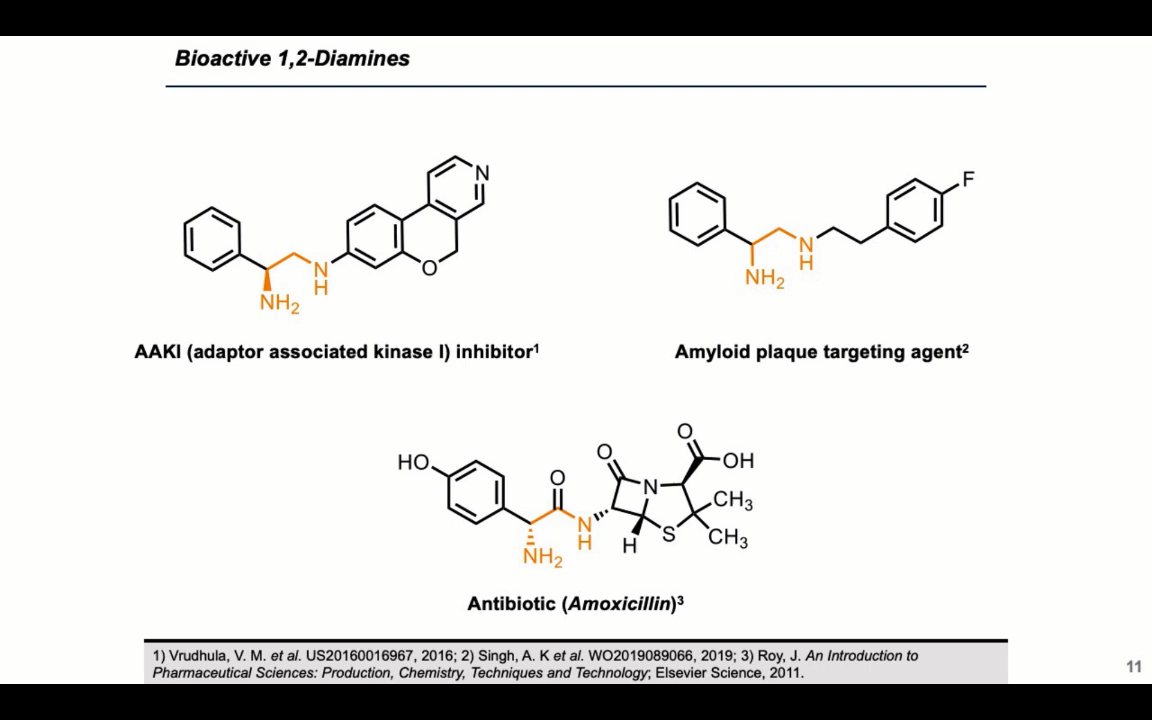 Bioactive 1,2-Diamines
N
O
N
H
NH2
F
N
H
NH2
AAKI (adaptor associated kinase I) inhibitor1
Amyloid plaque targeting agent2
HO
O
NH2
N
H
O
N
H
S
O
OH
CH3
CH3
Antibiotic (Amoxicillin)3
1) Vrudhula, V. M. et al. US20160016967, 2016; 2) Singh, A. K et al. WO2019089066, 2019; 3) Roy, J. An Introduction to
Pharmaceutical Sciences: Production, Chemistry, Techniques and Technology; Elsevier Science, 2011.
11